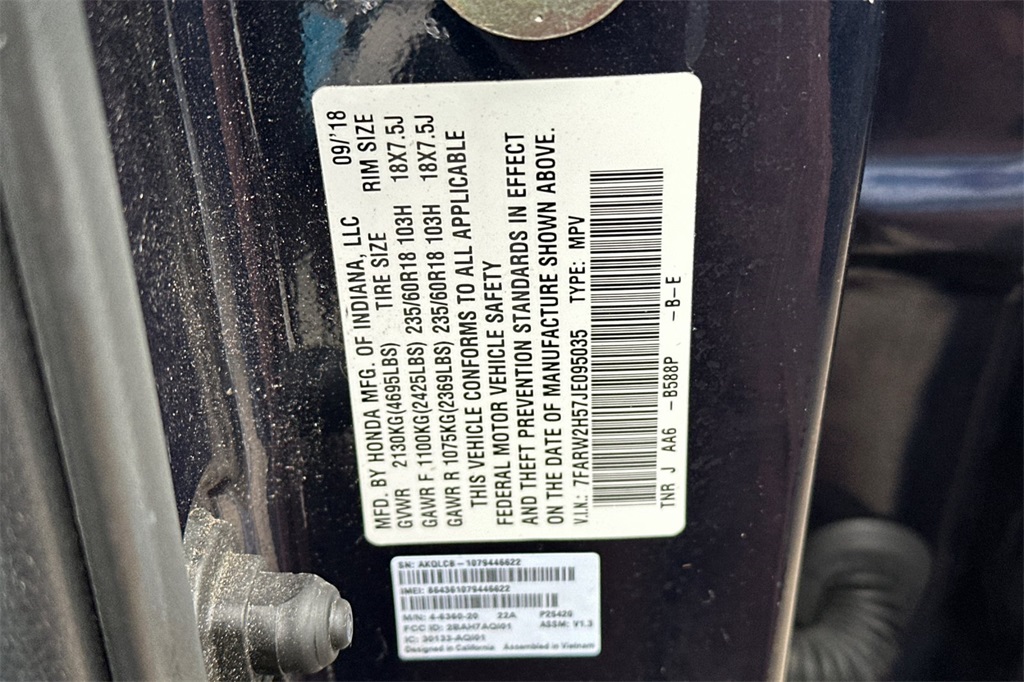 MFD. BY HONDA MFG. OF INDIANA, LLC 09/'18
TIRE SIZE RIM SIZE
GVWR 2130KG(4695LBS)
GAWR F 1100KG(2425LBS) 235/60R18 103H 18X7.5J
GAWR R 1075KG(2369LBS) 235/60R18 103H 18X7.5J
THIS VEHICLE CONFORMS TO ALL APPLICABLE
FEDERAL MOTOR VEHICLE SAFETY
AND THEFT PREVENTION STANDARDS IN EFFECT
ON THE DATE OF MANUFACTURE SHOWN ABOVE.
V.I.N.: 7FARW2H57JE095035 TYPE: MPV
TNR J AA6 -B588P -B-E
SN: AKQLCB-1079446622
IMEI: 864361079446622
M/N: 4-6360-20 22A P25420
FCC ID: 2BAH7AQI01 ASSM: V1.3
IC: 30133-AQI01
Designed in California Assembled in Vietnam